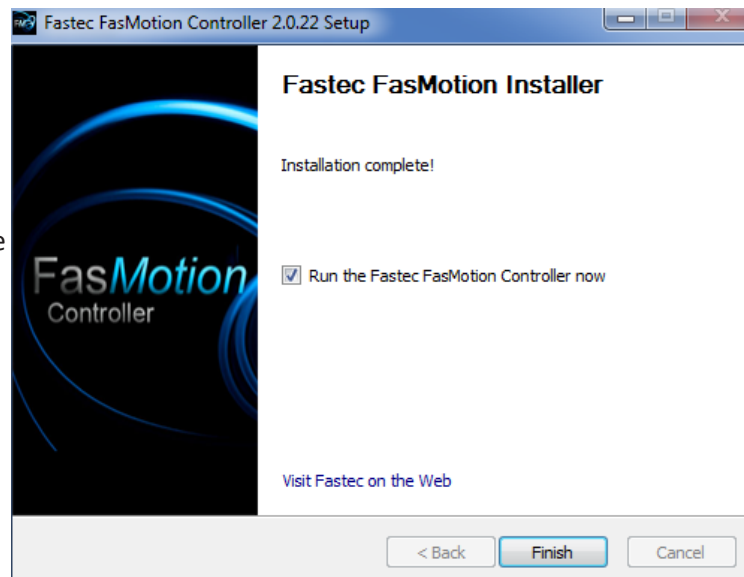 Fastec FasMotion Controller 2.0.22 Setup
Fastec FasMotion Installer
Installation complete!
e
FasMotion
Controller
Run the Fastec FasMotion Controller now
Visit Fastec on the Web
< Back
Finish
Cancel